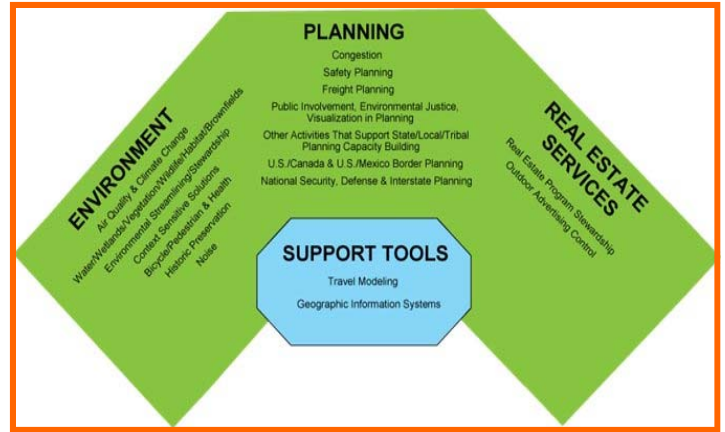 PLANNING
Congestion
Safety Planning
Freight Planning
Public Involvement, Environmental Justice,
Visualization in Planning
Other Activities That Support State/Local/Tribal
Planning Capacity Building
U.S./Canada & U.S./Mexico Border Planning
National Security, Defense & Interstate Planning
ENVIRONMENT
Air Quality & Climate Change
Water/Wetlands/Vegetation/Wildlife/Habitat/Brownfields
Environmental Streamlining/Stewardship
Context Sensitive Solutions
Bicycle/Pedestrian & Health
Historic Preservation
Noise
REAL ESTATE
SERVICES
Real Estate Program Stewardship
Outdoor Advertising Control
SUPPORT TOOLS
Travel Modeling
Geographic Information Systems